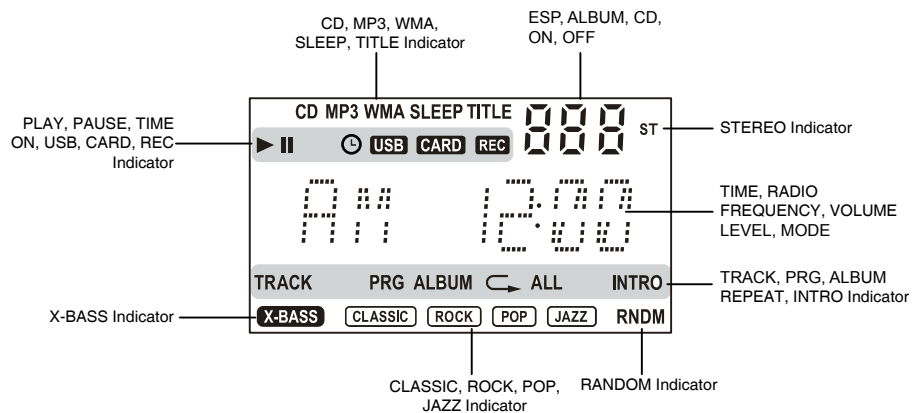 CD, MP3, WMA,
SLEEP, TITLE Indicator
ESP, ALBUM, CD,
ON, OFF
PLAY, PAUSE, TIME
ON, USB, CARD, REC
Indicator
CD MP3 WMA SLEEP TITLE
888
ST
STEREO Indicator
USB CARD REC
AM 12:00
TIME, RADIO
FREQUENCY, VOLUME
LEVEL, MODE
TRACK PRG ALBUM ALL INTRO
TRACK, PRG, ALBUM
REPEAT, INTRO Indicator
X-BASS Indicator
X-BASS CLASSIC ROCK POP JAZZ RNDM
CLASSIC, ROCK, POP,
JAZZ Indicator
RANDOM Indicator